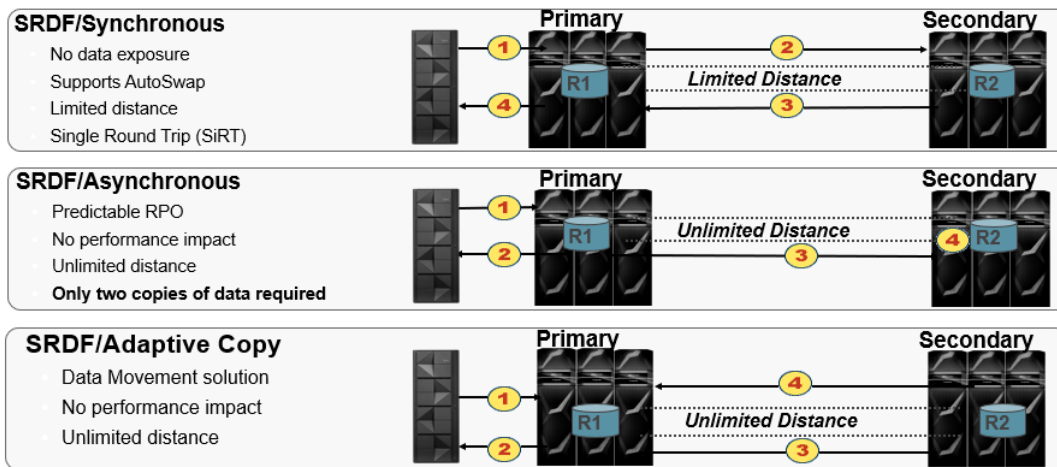 SRDF/Synchronous
No data exposure
Supports AutoSwap
Limited distance
Single Round Trip (SiRT)
Primary
Secondary
1
2
R1
Limited Distance
R2
4
3
SRDF/Asynchronous
Predictable RPO
No performance impact
Unlimited distance
Only two copies of data required
Primary
Secondary
1
R1
Unlimited Distance
4
R2
2
3
SRDF/Adaptive Copy
Data Movement solution
No performance impact
Unlimited distance
Primary
Secondary
4
1
R1
Unlimited Distance
R2
2
3